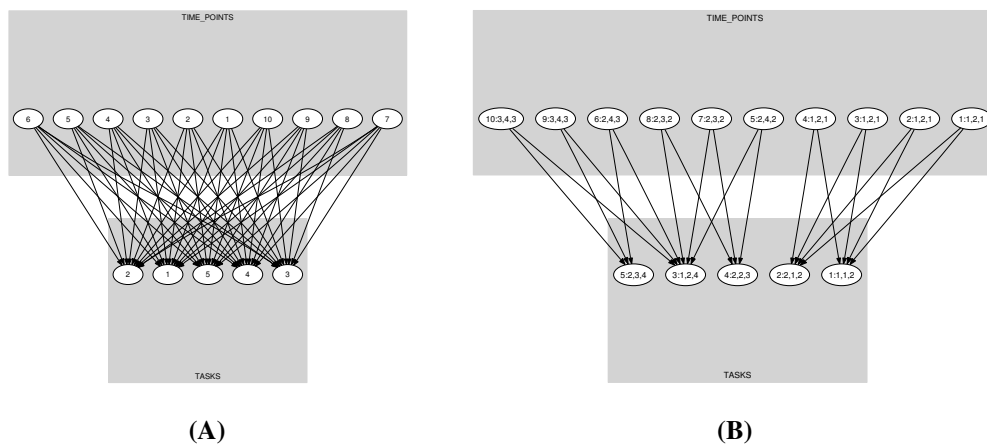 TIME_POINTS
6 5 4 3 2 1 10 9 8 7
2 1 5 4 3
TASKS
(A)
TIME_POINTS
10:3,4,3 9:3,4,3 6:2,4,3 8:2,3,2 7:2,3,2 5:2,4,2 4:1,2,1 3:1,2,1 2:1,2,1 1:1,2,1
5:2,3,4 3:1,2,4 4:2,2,3 2:2,1,2 1:1,1,2
TASKS
(B)